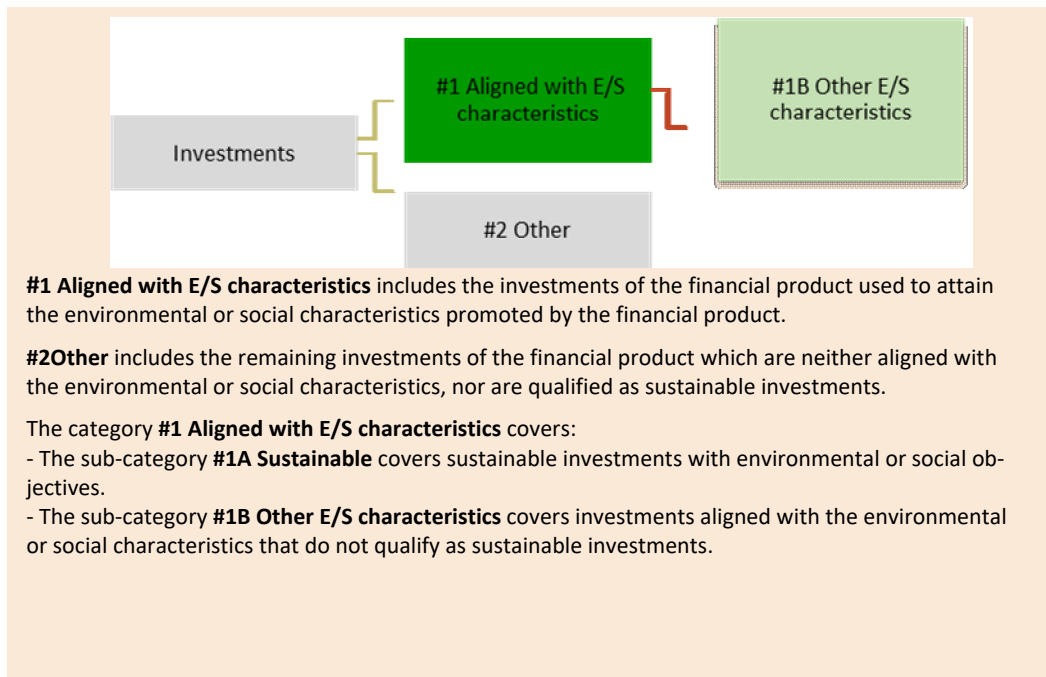 #1 Aligned with E/S
characteristics
#1B Other E/S
characteristics
Investments
#2 Other
#1 Aligned with E/S characteristics includes the investments of the financial product used to attain
the environmental or social characteristics promoted by the financial product.
#2Other includes the remaining investments of the financial product which are neither aligned with
the environmental or social characteristics, nor are qualified as sustainable investments.
The category #1 Aligned with E/S characteristics covers:
- The sub-category #1A Sustainable covers sustainable investments with environmental or social ob-
jectives.
- The sub-category #1B Other E/S characteristics covers investments aligned with the environmental
or social characteristics that do not qualify as sustainable investments.